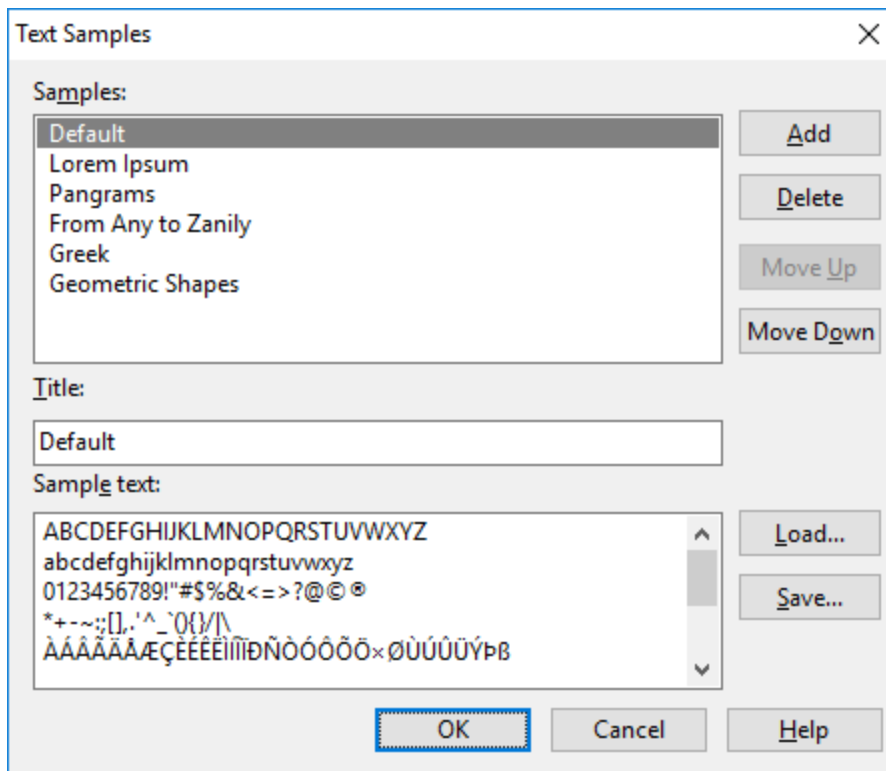 Text Samples
Samples:
Default
Lorem Ipsum
Pangrams
From Any to Zanily
Greek
Geometric Shapes
Add
Delete
Move Up
Move Down
Title:
Default
Sample text:
ABCDEFGHIJKLMNOPQRSTUVWXYZ
abcdefghijklmnopqrstuvwxyz
0123456789!"#$%&<=>?@©®
*+-~:;[],.'^_`(){}/|\
ÀÁÂÃÄÅÆÇÈÉÊËÌÍÎÏÐÑÒÓÔÕÖ×ØÙÚÛÜÝÞß
Load...
Save...
OK
Cancel
Help